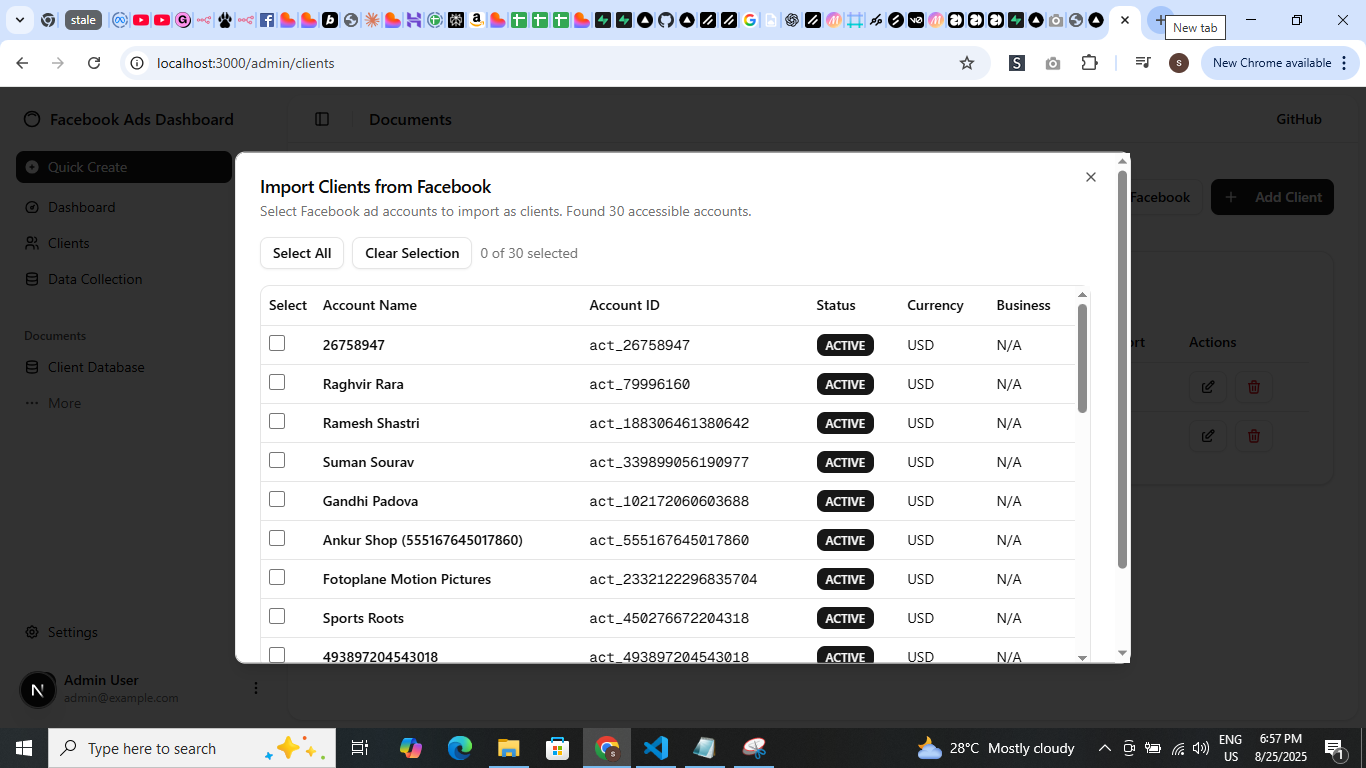 stale
New tab
localhost:3000/admin/clients
S
s
New Chrome available
Facebook Ads Dashboard
Documents
GitHub
Quick Create
Dashboard
Clients
Data Collection
Documents
Client Database
More
Settings
N
Admin User
admin@example.com
Facebook
Add Client
Actions
Import Clients from Facebook
Select Facebook ad accounts to import as clients. Found 30 accessible accounts.
Select All Clear Selection 0 of 30 selected
Select Account Name Account ID Status Currency Business
26758947 act_26758947 ACTIVE USD N/A
Raghvir Rara act_79996160 ACTIVE USD N/A
Ramesh Shastri act_188306461380642 ACTIVE USD N/A
Suman Sourav act_339899056190977 ACTIVE USD N/A
Gandhi Padova act_102172060603688 ACTIVE USD N/A
Ankur Shop (555167645017860) act_555167645017860 ACTIVE USD N/A
Fotoplane Motion Pictures act_2332122296835704 ACTIVE USD N/A
Sports Roots act_450276672204318 ACTIVE USD N/A
493897204543018 act_493897204543018 ACTIVE USD N/A
Type here to search
28°C Mostly cloudy
ENG
US
6:57 PM
8/25/2025
1